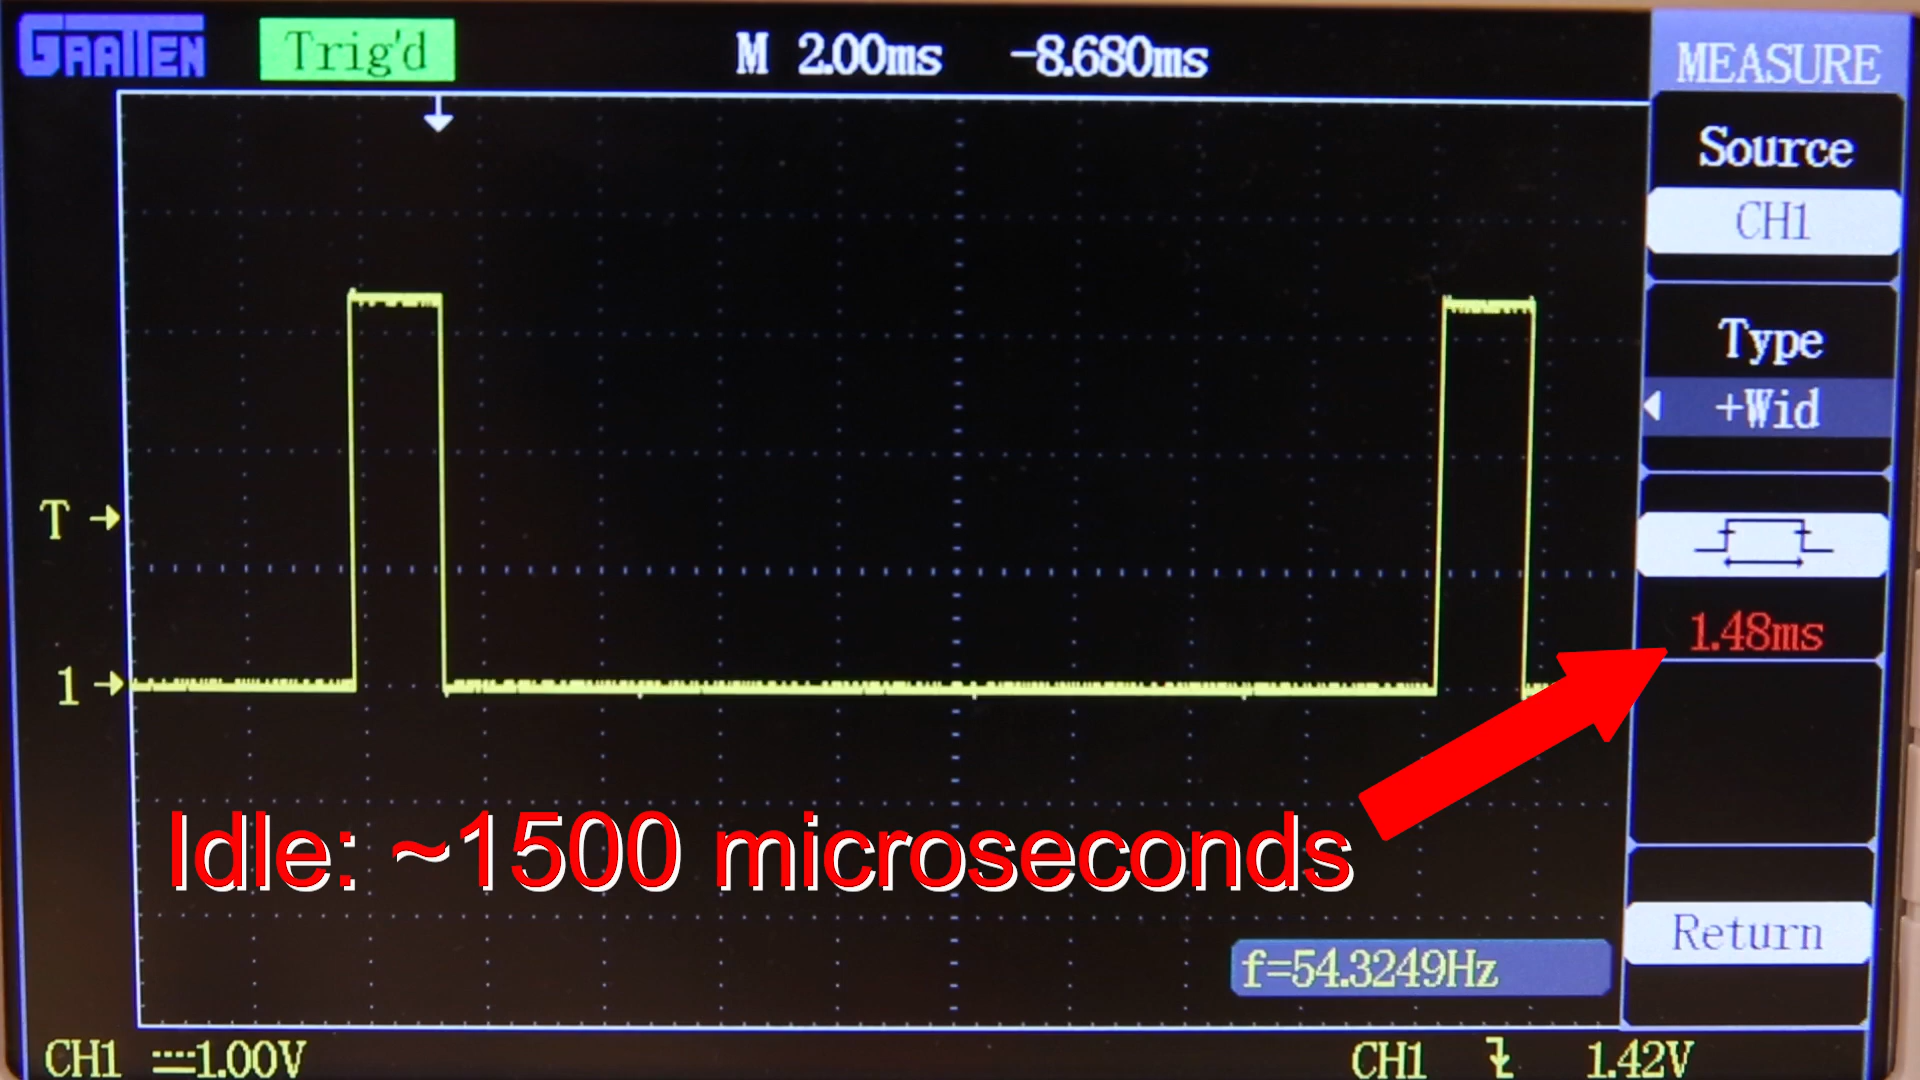 GRATTEN Trig'd M 2.00ms -8.680ms MEASURE
Source
CH1
Type
+Wid
T
1.48ms
1
Idle: ~1500 microseconds
Return
f=54.3249Hz
CH1 1.00V CH1 1.42V